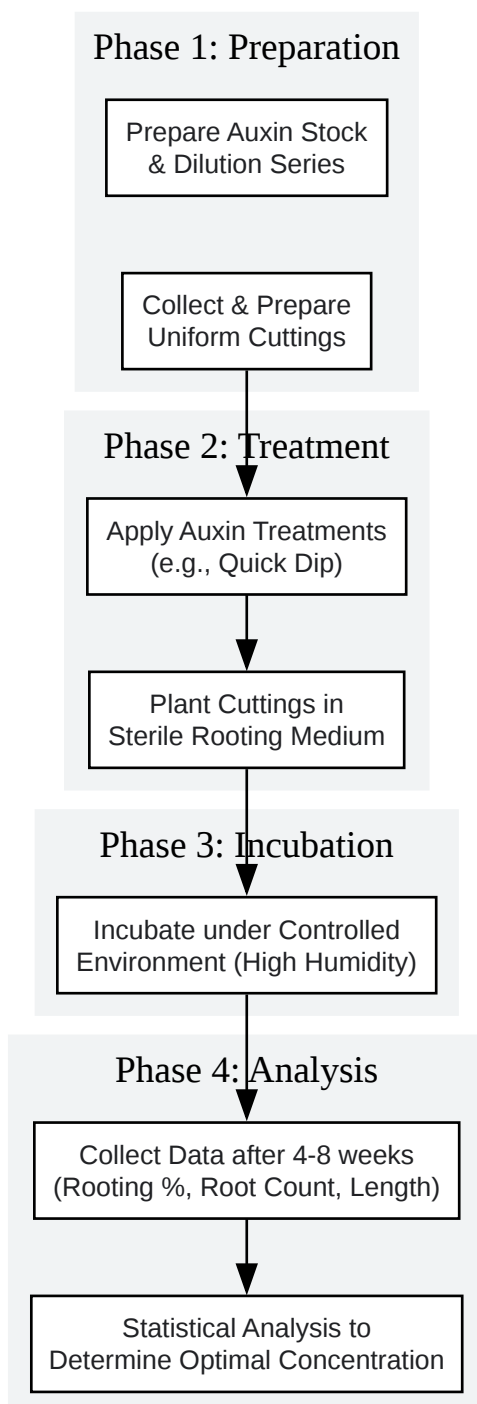 Phase 1: Preparation
Prepare Auxin Stock
& Dilution Series
Collect & Prepare
Uniform Cuttings
Phase 2: Treatment
Apply Auxin Treatments
(e.g., Quick Dip)
Plant Cuttings in
Sterile Rooting Medium
Phase 3: Incubation
Incubate under Controlled
Environment (High Humidity)
Phase 4: Analysis
Collect Data after 4-8 weeks
(Rooting %, Root Count, Length)
Statistical Analysis to
Determine Optimal Concentration